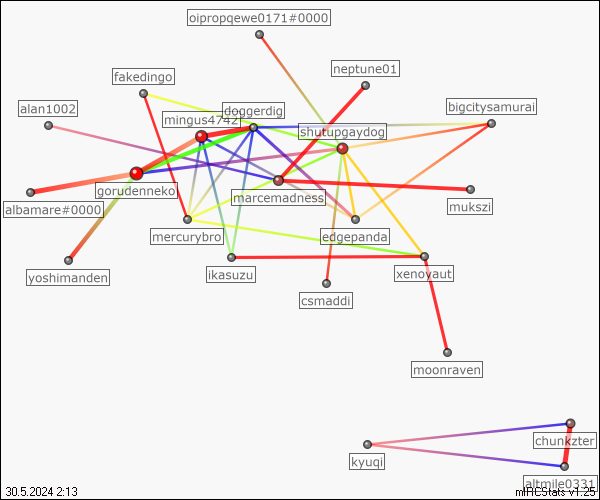 oipropqewe0171#0000
neptune01
fakedingo
alan1002
doggerdig
bigcitysamurai
mingus4742
shutupgaydog
gorudenneko
marcemadness
albamare#0000
mukszi
mercurybro
edgepanda
yoshimanden
ikasuzu
xenoyaut
csmaddi
moonraven
chunkzter
kyuqi
altmile0331
30.5.2024 2:13
mIRCStats v1.25